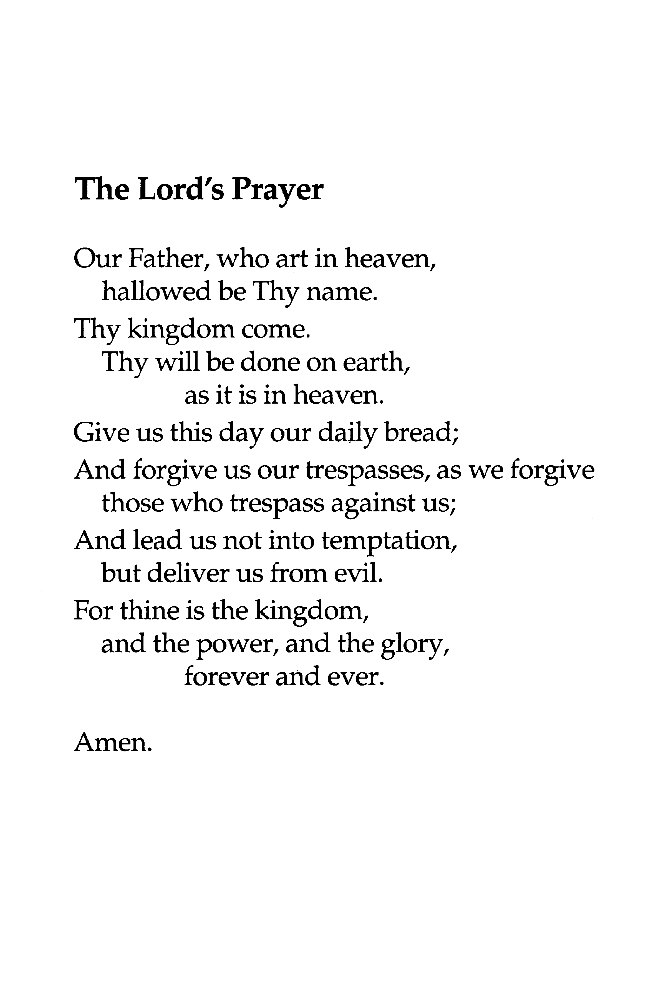 The Lord's Prayer
Our Father, who art in heaven,
hallowed be Thy name.
Thy kingdom come.
Thy will be done on earth,
as it is in heaven.
Give us this day our daily bread;
And forgive us our trespasses, as we forgive
those who trespass against us;
And lead us not into temptation,
but deliver us from evil.
For thine is the kingdom,
and the power, and the glory,
forever and ever.
Amen.